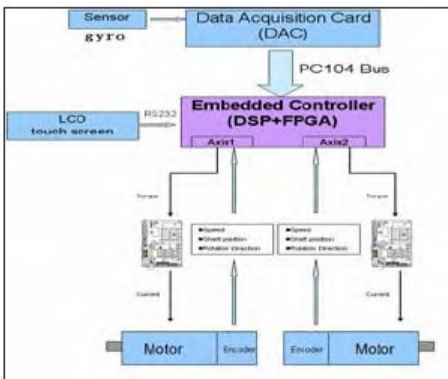 Sensor
gyro
Data Acquisition Card
(DAC)
PC104 Bus
LCD
touch screen
RS232
Embedded Controller
(DSP+FPGA)
Axis1
Axis2
Torque
Torque
■Speed
■Shaft position
■Rotation Direction
■Speed
■Shaft position
■Rotation Direction
Current
Current
Motor
Encoder
Encoder
Motor